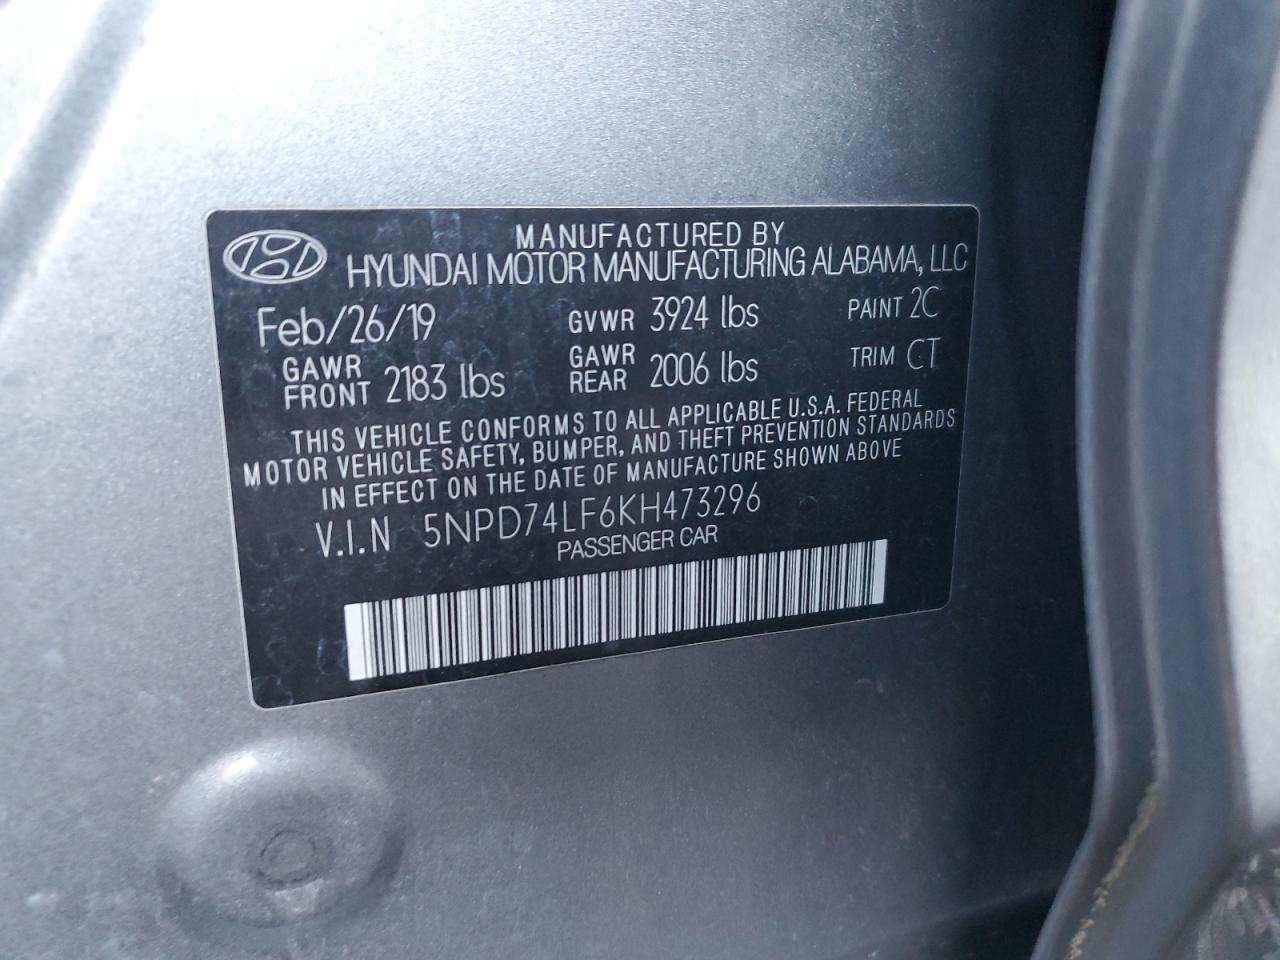 MANUFACTURED BY
HYUNDAI MOTOR MANUFACTURING ALABAMA, LLC
Feb/26/19 GVWR 3924 lbs PAINT 2C
GAWR FRONT 2183 lbs GAWR REAR 2006 lbs TRIM CT
THIS VEHICLE CONFORMS TO ALL APPLICABLE U.S.A. FEDERAL
MOTOR VEHICLE SAFETY, BUMPER, AND THEFT PREVENTION STANDARDS
IN EFFECT ON THE DATE OF MANUFACTURE SHOWN ABOVE
V.I.N 5NPD74LF6KH473296
PASSENGER CAR